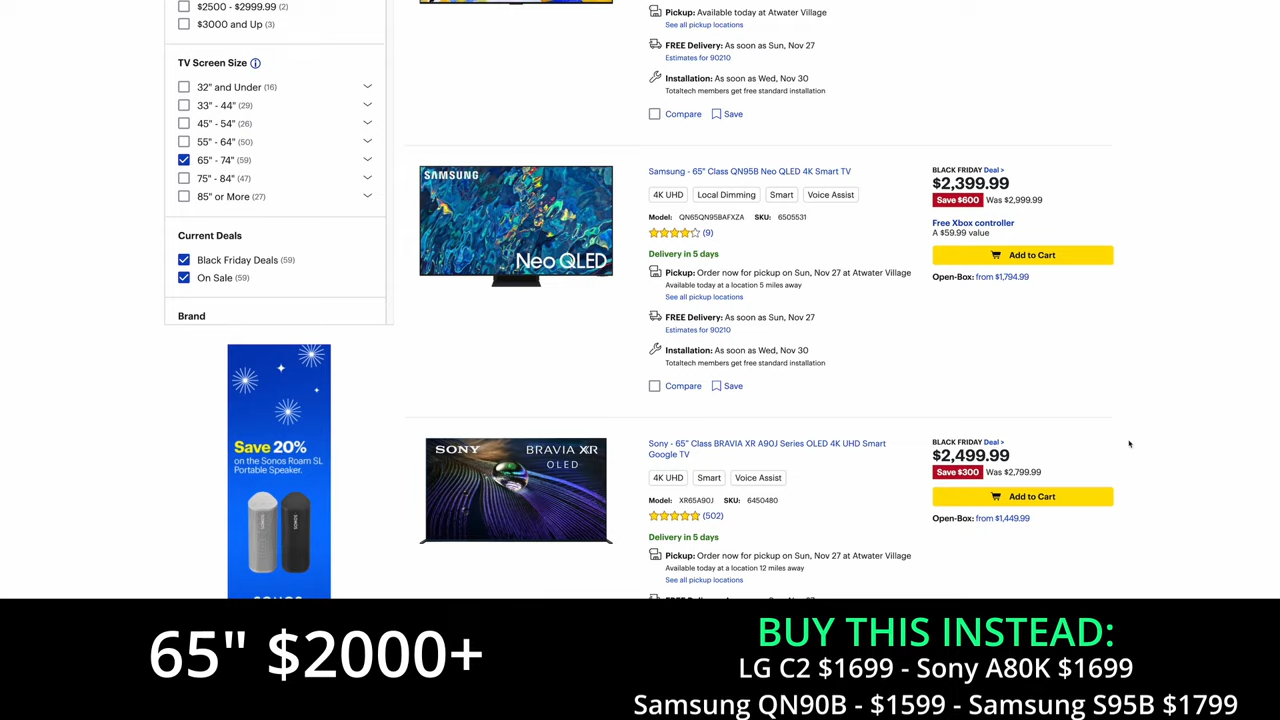 $2500 - $2999.99 (2)
$3000 and Up (3)
TV Screen Size
32" and Under (16)
33" - 44" (29)
45" - 54" (26)
55" - 64" (50)
65" - 74" (59)
75" - 84" (47)
85" or More (27)
Current Deals
Black Friday Deals (59)
On Sale (59)
Brand
Save 20%
on the Sonos Roam SL
Portable Speaker.
SONOS
SONOS
SONOS
Pickup: Available today at Atwater Village
See all pickup locations
FREE Delivery: As soon as Sun, Nov 27
Estimates for 90210
Installation: As soon as Wed, Nov 30
Totaltech members get free standard installation
Compare Save
SAMSUNG
Neo QLED
Samsung - 65" Class QN95B Neo QLED 4K Smart TV
4K UHD Local Dimming Smart Voice Assist
Model: QN65QN95BAFXZA SKU: 6505531
(9)
Delivery in 5 days
Pickup: Order now for pickup on Sun, Nov 27 at Atwater Village
Available today at a location 5 miles away
See all pickup locations
FREE Delivery: As soon as Sun, Nov 27
Estimates for 90210
Installation: As soon as Wed, Nov 30
Totaltech members get free standard installation
Compare Save
BLACK FRIDAY Deal >
$2,399.99
Save $600 Was $2,999.99
Free Xbox controller
A $59.99 value
Add to Cart
Open-Box: from $1,794.99
SONY BRAVIA XR
OLED
Sony - 65" Class BRAVIA XR A90J Series OLED 4K UHD Smart
Google TV
4K UHD Smart Voice Assist
Model: XR65A90J SKU: 6450480
(502)
Delivery in 5 days
Pickup: Order now for pickup on Sun, Nov 27 at Atwater Village
Available today at a location 12 miles away
See all pickup locations
BLACK FRIDAY Deal >
$2,499.99
Save $300 Was $2,799.99
Add to Cart
Open-Box: from $1,449.99
65" $2000+
BUY THIS INSTEAD:
LG C2 $1699 - Sony A80K $1699
Samsung QN90B - $1599 - Samsung S95B $1799